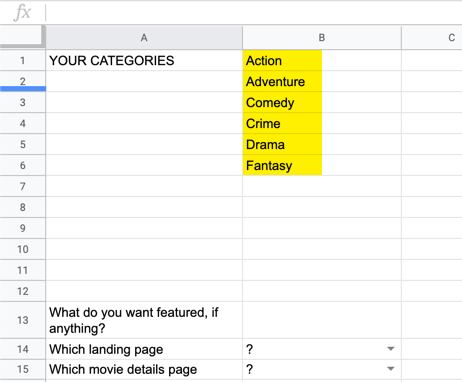 fx
A B C
1 YOUR CATEGORIES Action
2 Adventure
3 Comedy
4 Crime
5 Drama
6 Fantasy
7
8
9
10
11
12
What do you want featured, if
13 anything?
14 Which landing page ?
15 Which movie details page ?